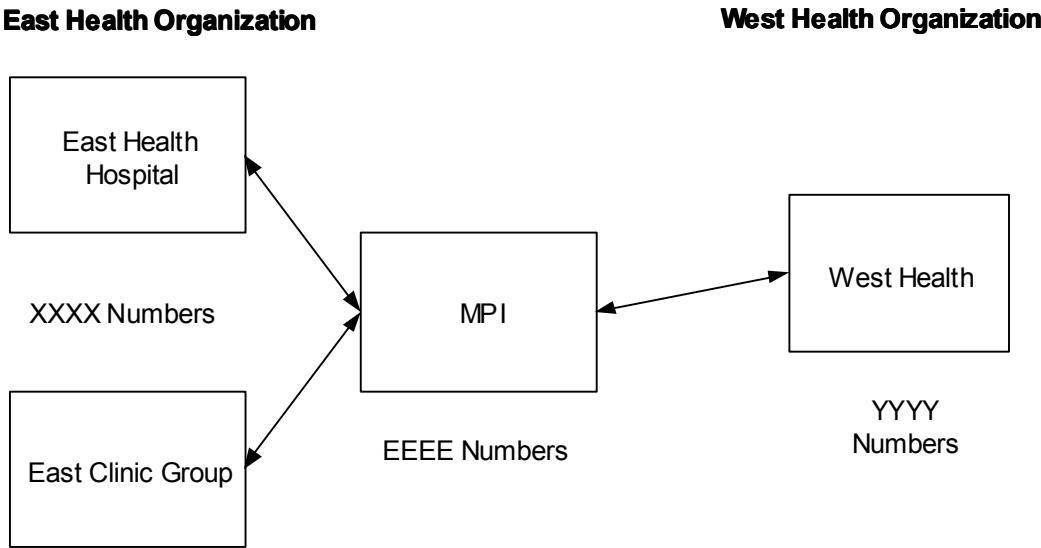 East Health Organization
West Health Organization
East Health
Hospital
XXXX Numbers
East Clinic Group
MPI
EEEE Numbers
West Health
YYYY
Numbers